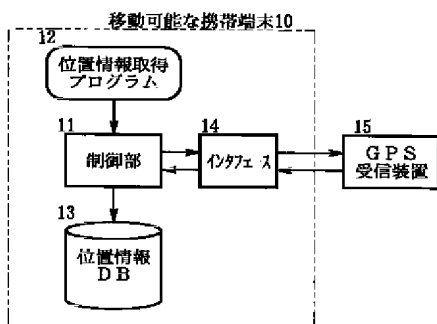 移動可能な携帯端末10
12
位置情報取得
プログラム
11
制御部
14
インタフェース
15
GPS
受信装置
13
位置情報
DB